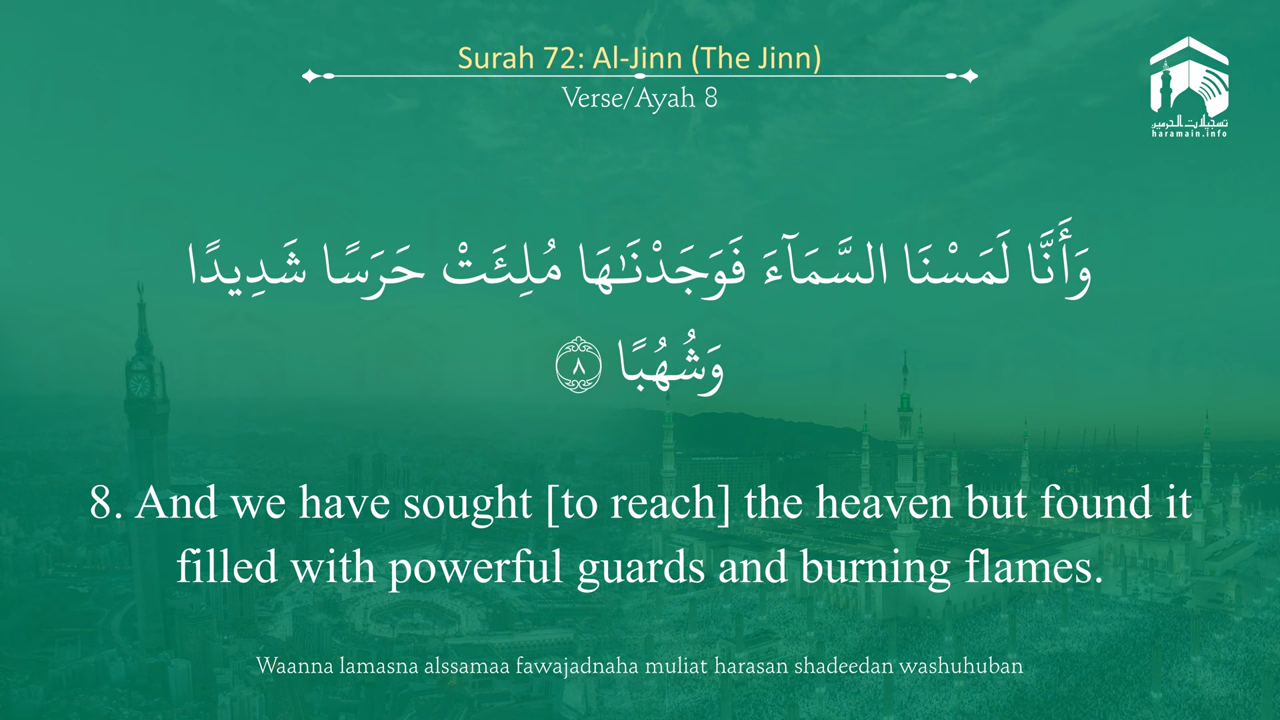 Surah 72: Al-Jinn (The Jinn)
Verse/Ayah 8
تسجيلات الحرمين
haramain.info
وَأَنَّا لَمَسْنَا السَّمَآءَ فَوَجَدْنَـٰهَا مُلِئَتْ حَرَسًا شَدِيدًا
وَشُهُبًا ٨
8. And we have sought [to reach] the heaven but found it
filled with powerful guards and burning flames.
Waanna lamasna alssamaa fawajadnaha muliat harasan shadeedan washuhuban